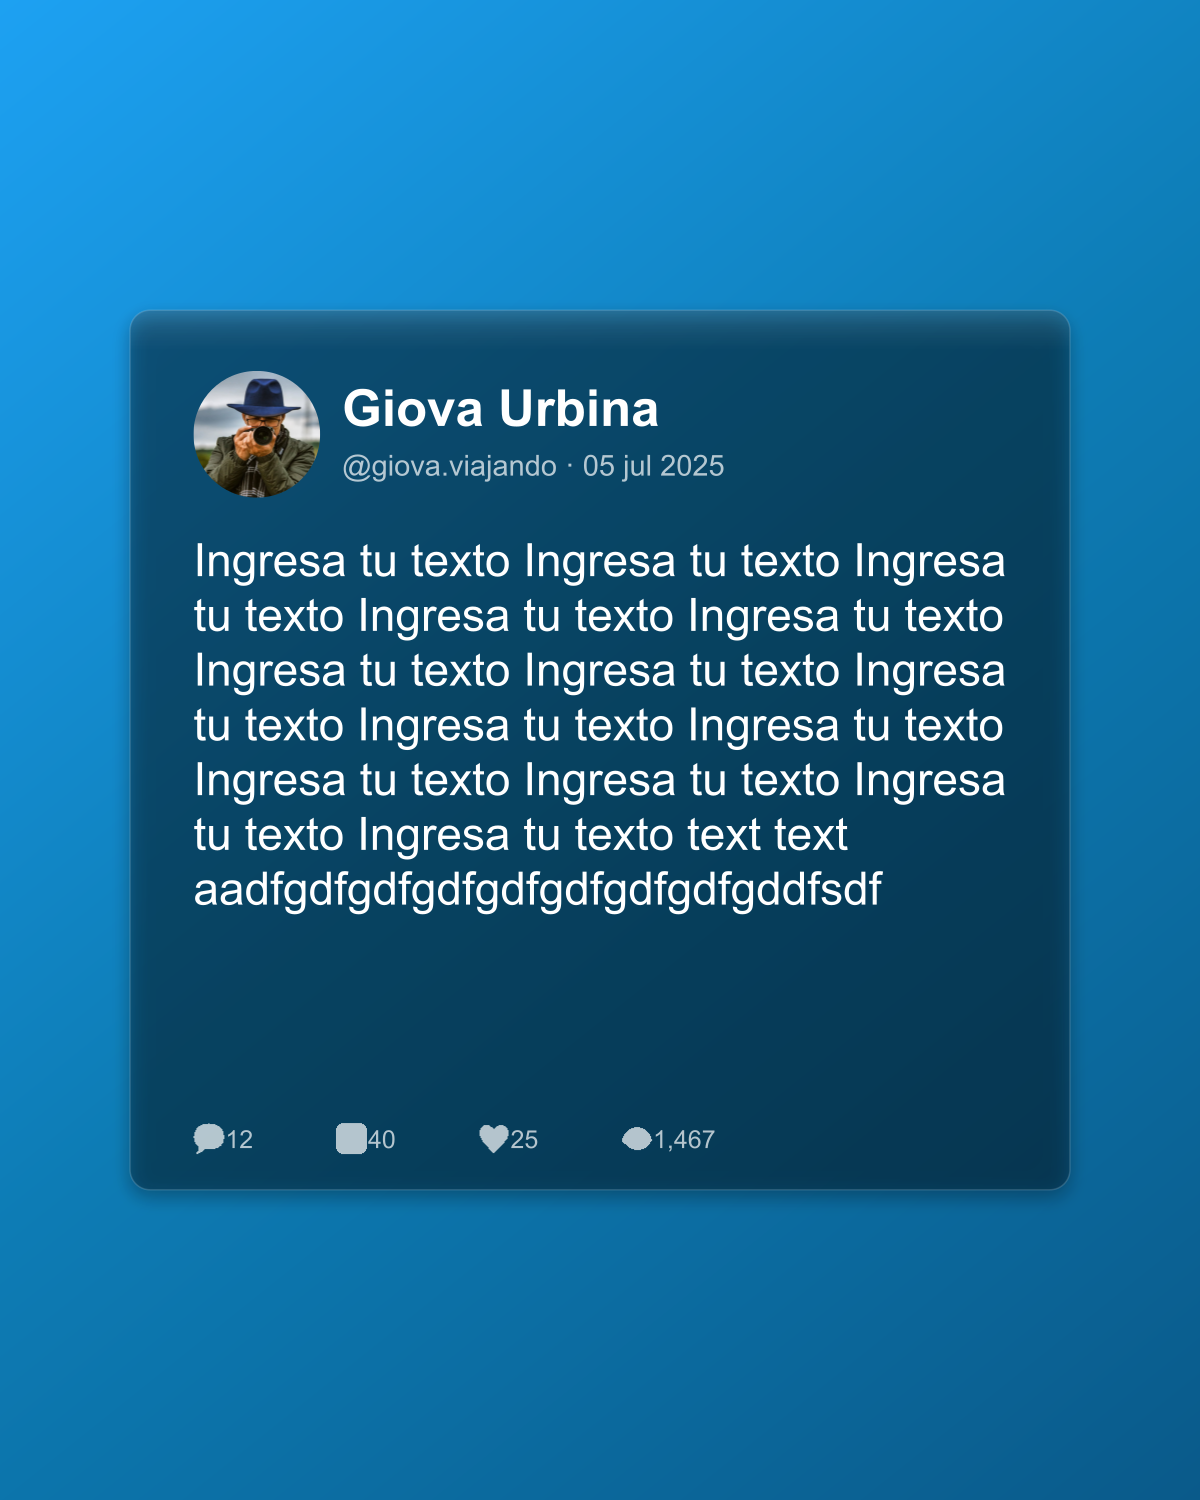 Giova Urbina
@giova.viajando · 05 jul 2025
Ingresa tu texto Ingresa tu texto Ingresa
tu texto Ingresa tu texto Ingresa tu texto
Ingresa tu texto Ingresa tu texto Ingresa
tu texto Ingresa tu texto Ingresa tu texto
Ingresa tu texto Ingresa tu texto Ingresa
tu texto Ingresa tu texto text text
aadfgdfgdfgdfgdfgdfgdfgdfgddfsdf
12 40 25 1,467